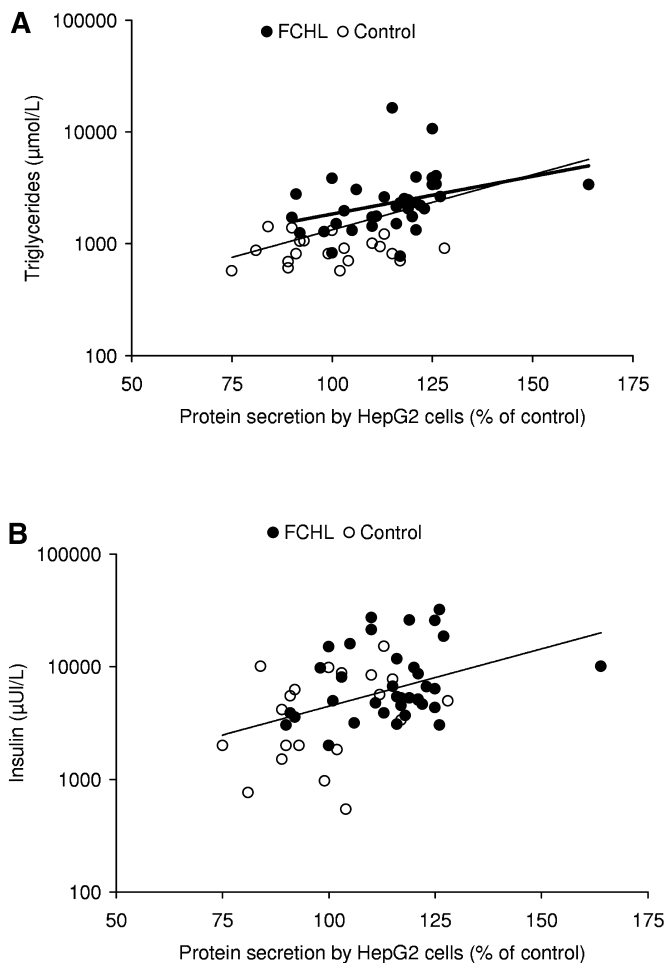 A
FCHL Control
Triglycerides (µmol/L)
100000
10000
1000
100
50 75 100 125 150 175
Protein secretion by HepG2 cells (% of control)
B
FCHL Control
Insulin (µUI/L)
100000
10000
1000
100
50 75 100 125 150 175
Protein secretion by HepG2 cells (% of control)